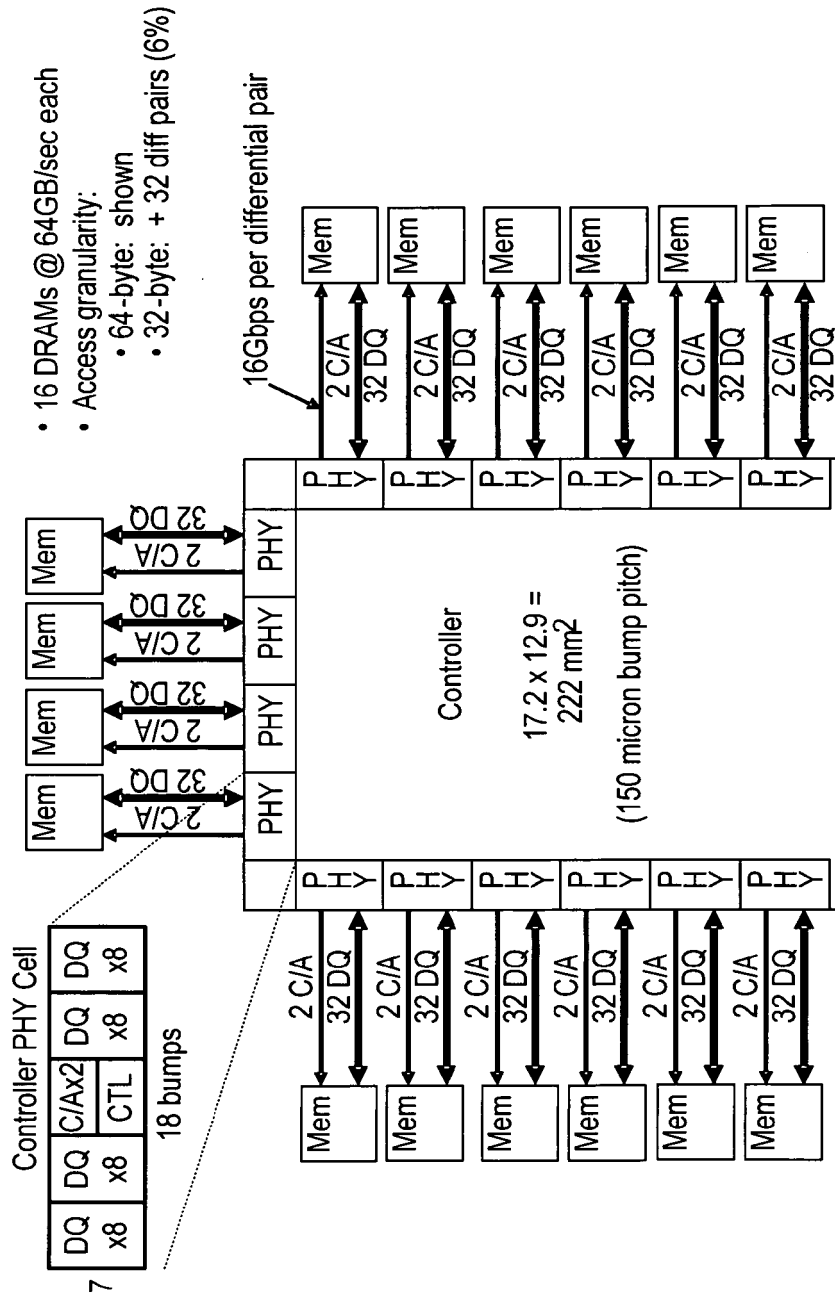 Controller PHY Cell
DQ x8
DQ x8
C/Ax2
CTL
DQ x8
DQ x8
7
18 bumps
• 16 DRAMs @ 64GB/sec each
• Access granularity:
• 64-byte: shown
• 32-byte: + 32 diff pairs (6%)
16Gbps per differential pair
Mem
Mem
Mem
Mem
2 C/A
32 DQ
2 C/A
32 DQ
2 C/A
32 DQ
2 C/A
32 DQ
PHY
PHY
PHY
PHY
Mem
2 C/A
32 DQ
PHY
Mem
2 C/A
32 DQ
PHY
Mem
2 C/A
32 DQ
PHY
Mem
2 C/A
32 DQ
PHY
Mem
2 C/A
32 DQ
PHY
Mem
2 C/A
32 DQ
PHY
Controller
17.2 x 12.9 =
222 mm2
(150 micron bump pitch)
PHY
2 C/A
32 DQ
Mem
PHY
2 C/A
32 DQ
Mem
PHY
2 C/A
32 DQ
Mem
PHY
2 C/A
32 DQ
Mem
PHY
2 C/A
32 DQ
Mem
PHY
2 C/A
32 DQ
Mem